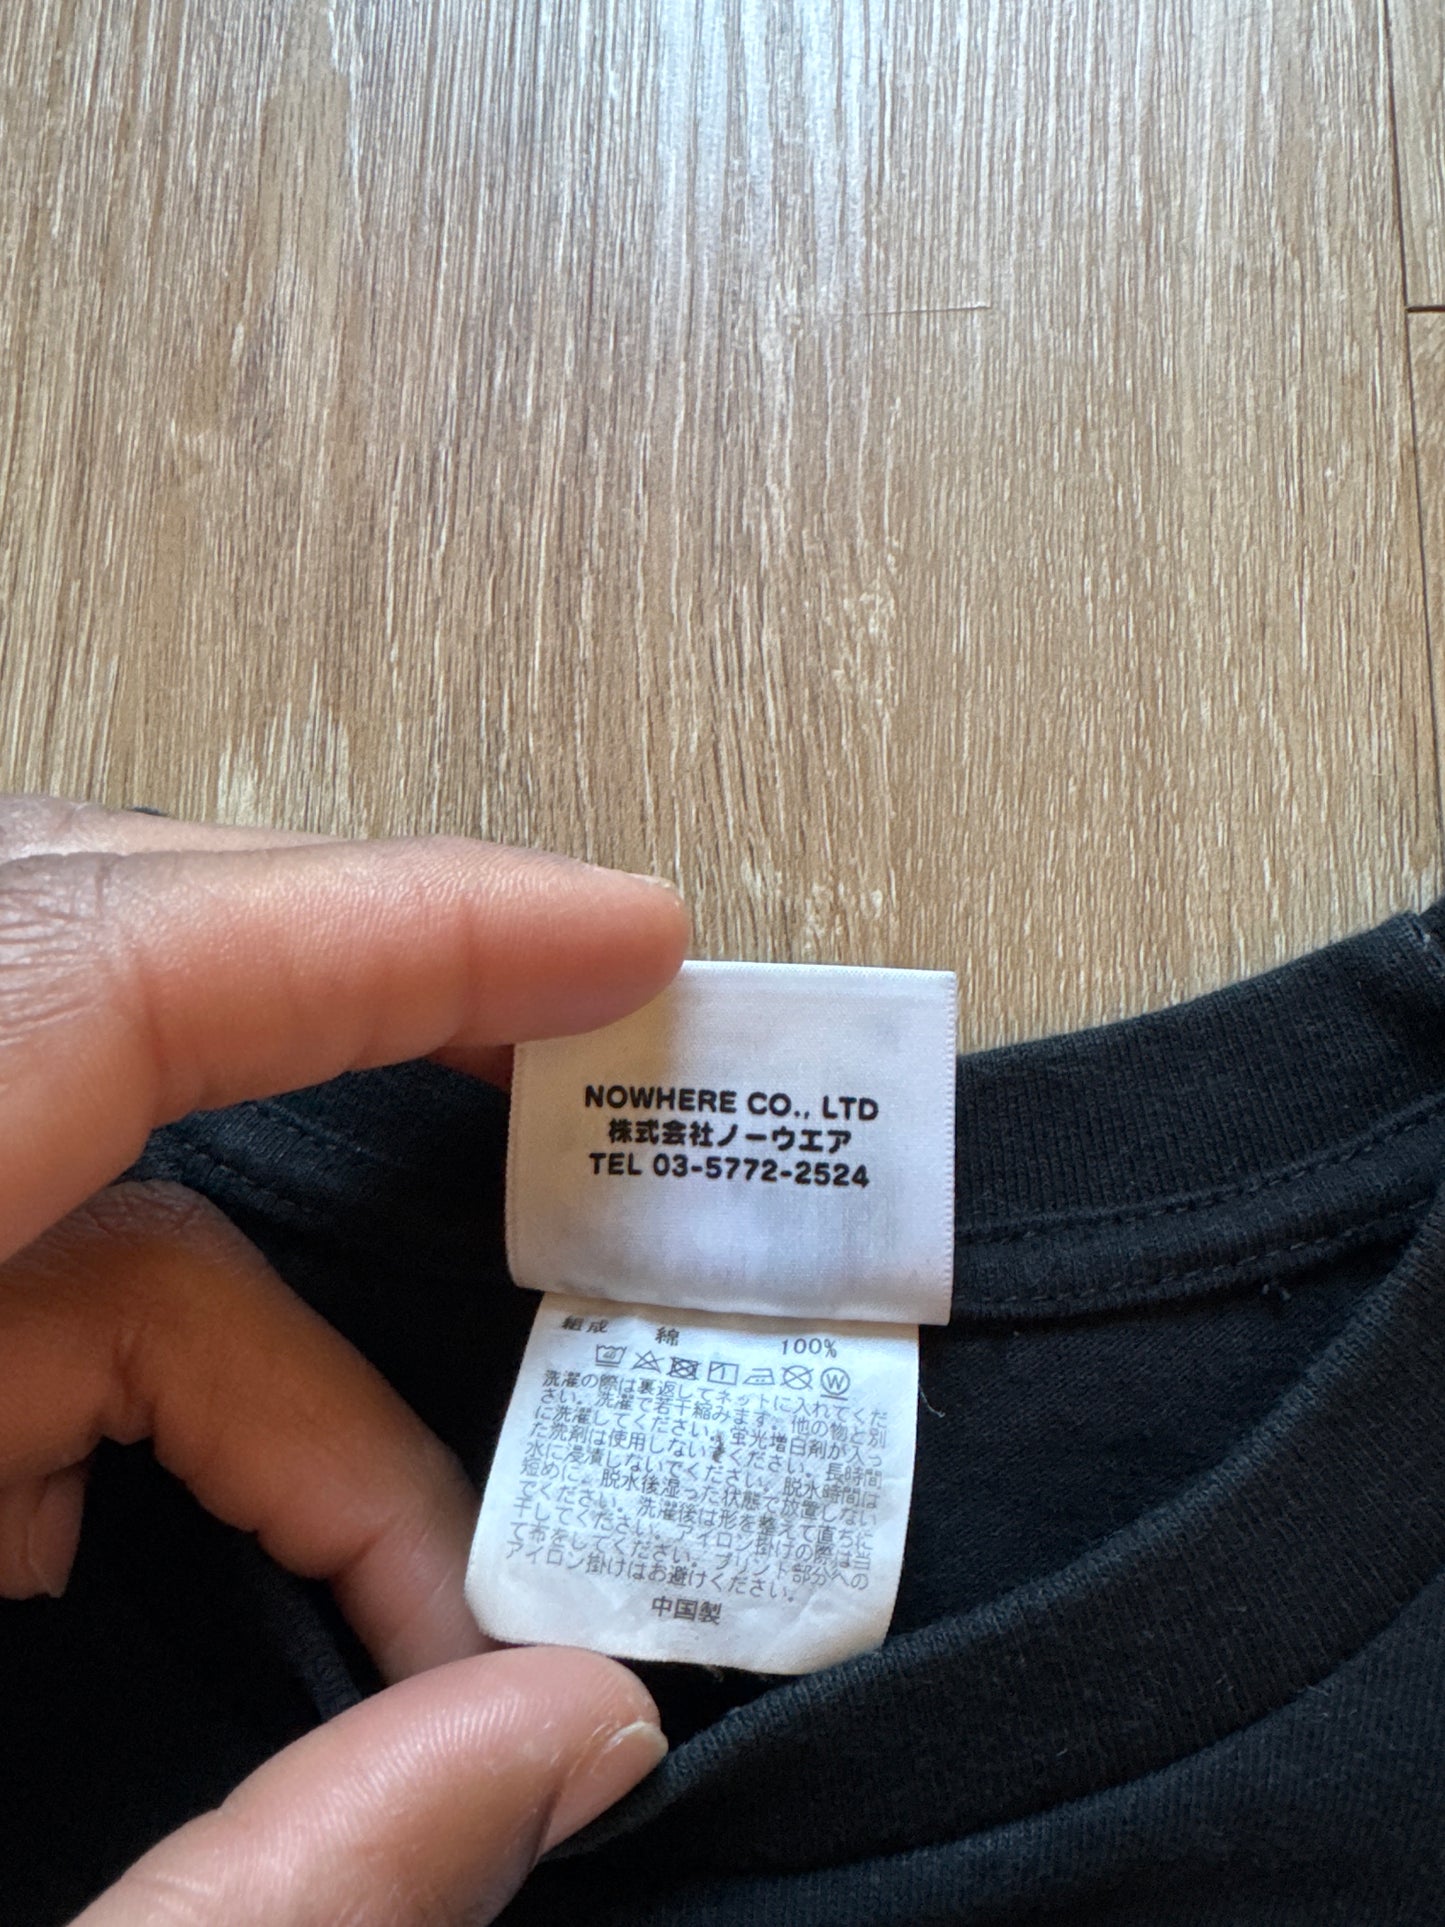 NOWHERE CO., LTD
株式会社ノーウエア
TEL 03-5772-2524
組成 綿 100%
40 W
洗濯の際は裏返してネットに入れてくだ
さい。洗濯で若干縮みます。他の物と別
に洗濯してください。蛍光増白剤が入っ
た洗剤は使用しないでください。長時間
水に浸漬しないでください。脱水時間は
短めに。脱水後湿った状態で放置しない
でください。洗濯後は形を整えて直ちに
干してください。アイロン掛けの際は当
て布をしてください。プリント部分への
アイロン掛けはお避けください。
中国製